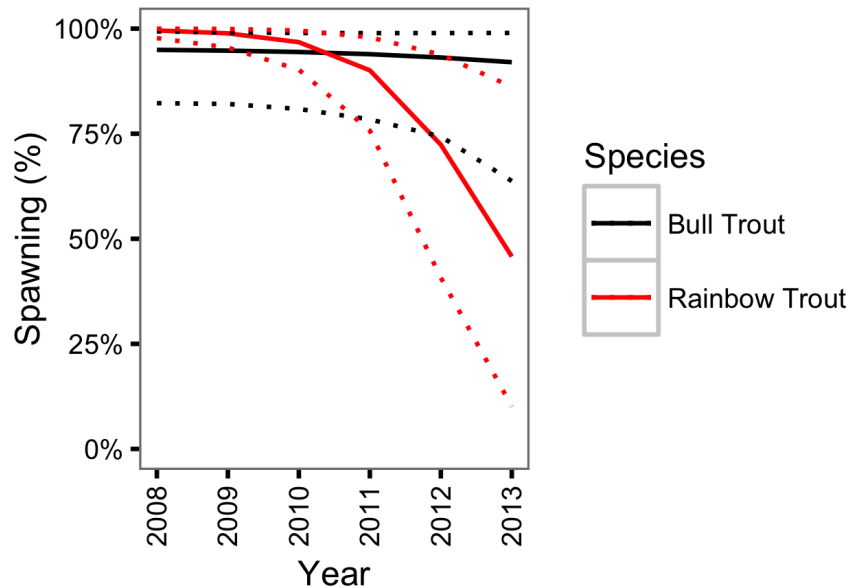 100%
75%
50%
25%
0%
Spawning (%)
2008
2009
2010
2011
2012
2013
Year
Species
Bull Trout
Rainbow Trout